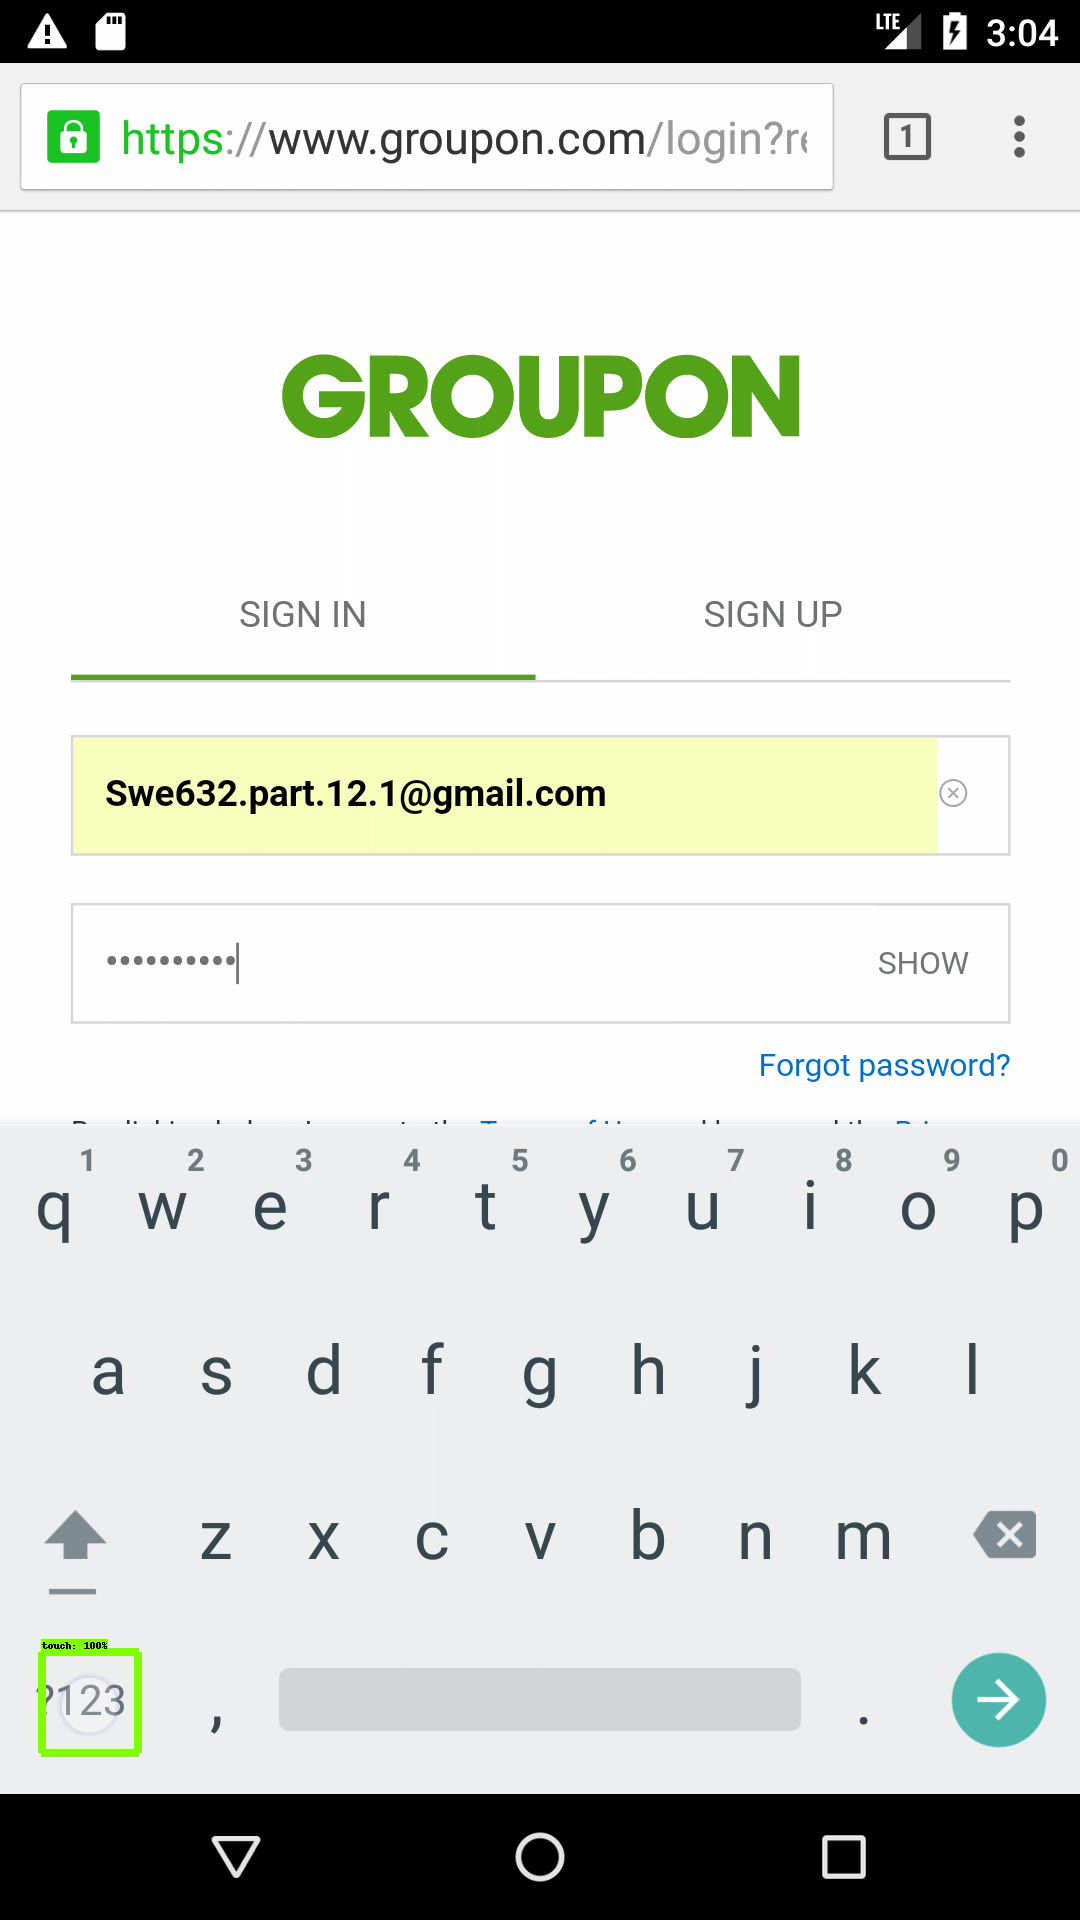 LTE 3:04
https://www.groupon.com/login?re
1
GROUPON
SIGN IN SIGN UP
Swe632.part.12.1@gmail.com
•••••••••• SHOW
Forgot password?
1 2 3 4 5 6 7 8 9 0
q w e r t y u i o p
a s d f g h j k l
z x c v b n m
touch: 100%
?123 , .